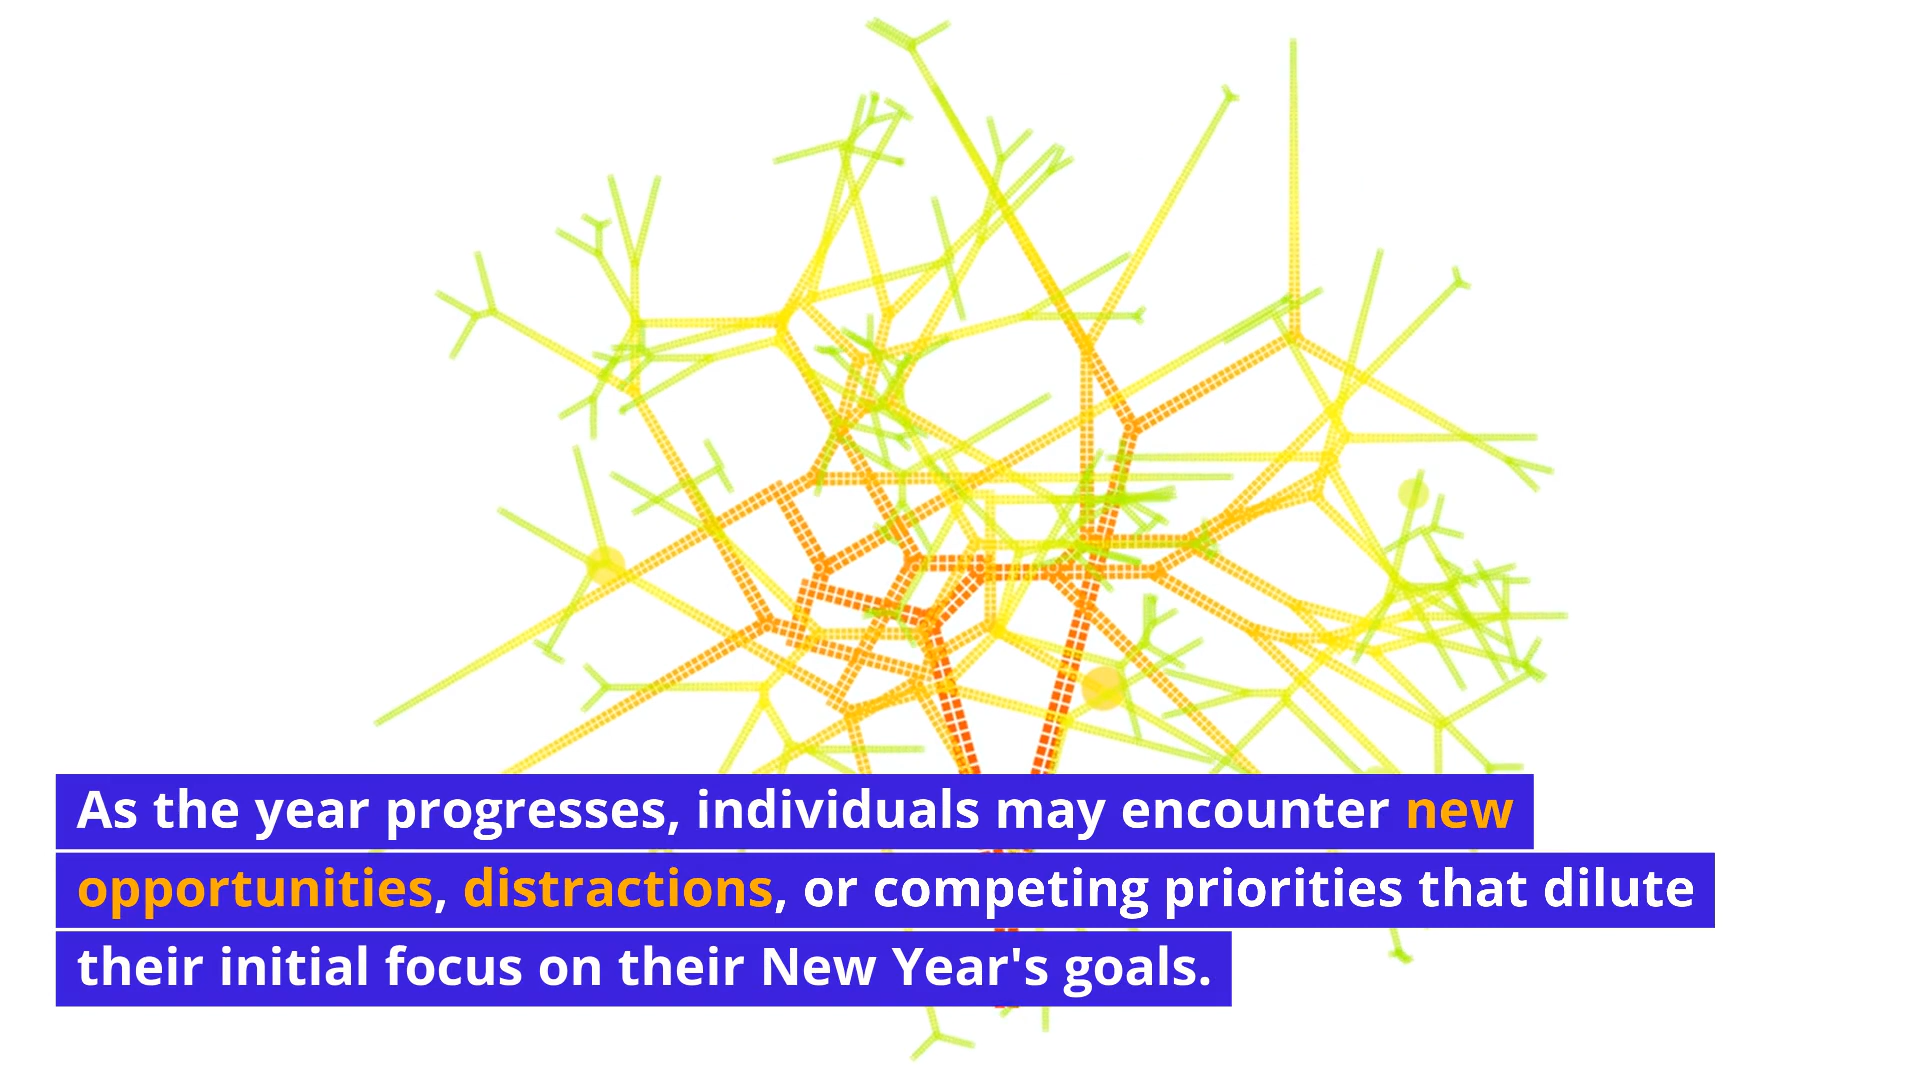 As the year progresses, individuals may encounter new
opportunities, distractions, or competing priorities that dilute
their initial focus on their New Year's goals.